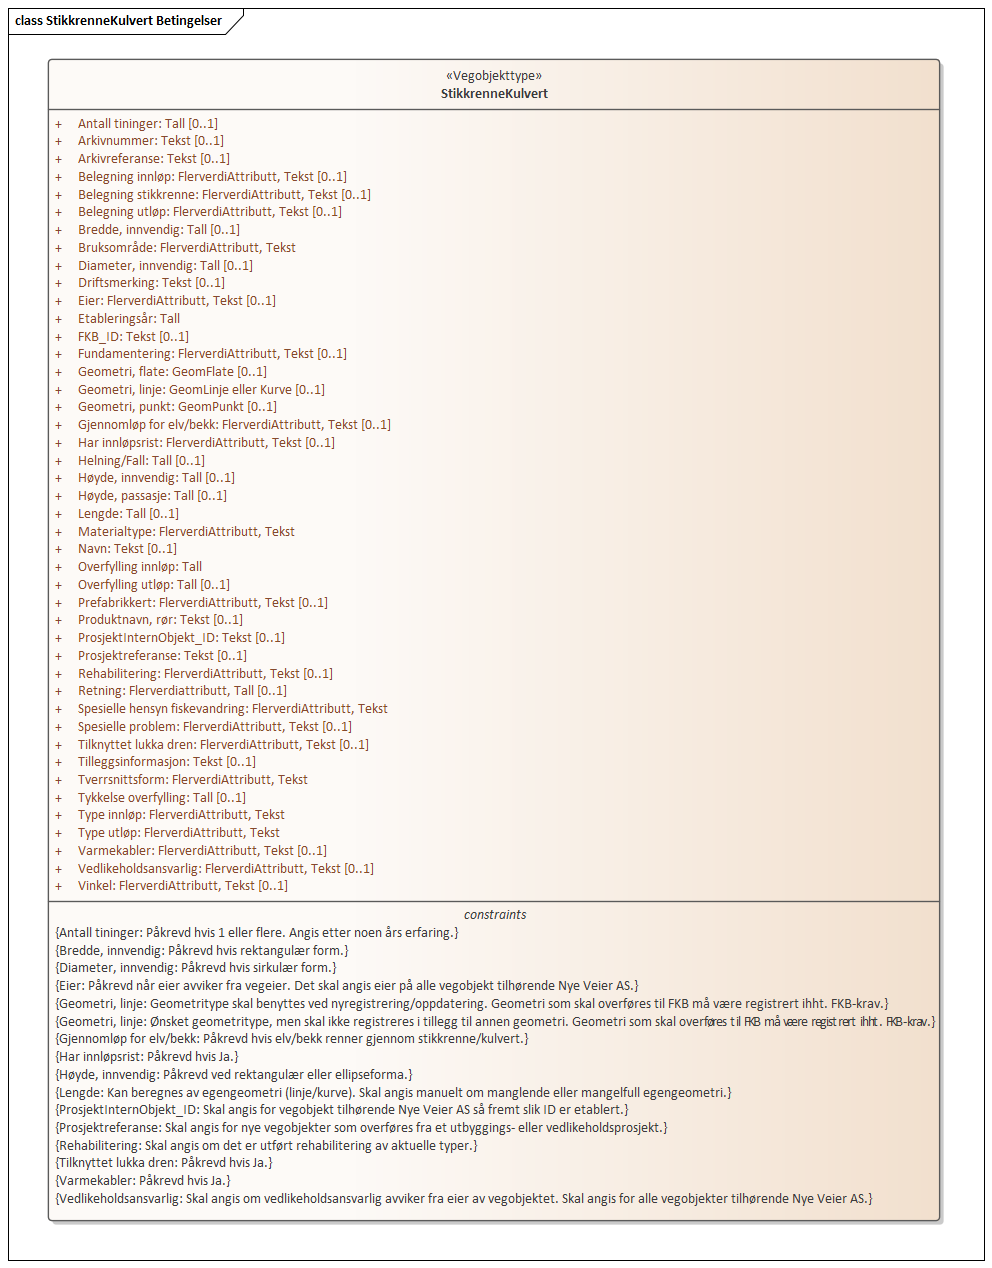 class StikkrenneKulvert Betingelser
«Vegobjekttype»
StikkrenneKulvert
+ Antall tininger: Tall [0..1]
+ Arkivnummer: Tekst [0..1]
+ Arkivreferanse: Tekst [0..1]
+ Belegning innløp: FlerverdiAttributt, Tekst [0..1]
+ Belegning stikkrenne: FlerverdiAttributt, Tekst [0..1]
+ Belegning utløp: FlerverdiAttributt, Tekst [0..1]
+ Bredde, innvendig: Tall [0..1]
+ Bruksområde: FlerverdiAttributt, Tekst
+ Diameter, innvendig: Tall [0..1]
+ Driftsmerking: Tekst [0..1]
+ Eier: FlerverdiAttributt, Tekst [0..1]
+ Etableringsår: Tall
+ FKB_ID: Tekst [0..1]
+ Fundamentering: FlerverdiAttributt, Tekst [0..1]
+ Geometri, flate: GeomFlate [0..1]
+ Geometri, linje: GeomLinje eller Kurve [0..1]
+ Geometri, punkt: GeomPunkt [0..1]
+ Gjennomløp for elv/bekk: FlerverdiAttributt, Tekst [0..1]
+ Har innløpsrist: FlerverdiAttributt, Tekst [0..1]
+ Helning/Fall: Tall [0..1]
+ Høyde, innvendig: Tall [0..1]
+ Høyde, passasje: Tall [0..1]
+ Lengde: Tall [0..1]
+ Materialtype: FlerverdiAttributt, Tekst
+ Navn: Tekst [0..1]
+ Overfylling innløp: Tall
+ Overfylling utløp: Tall [0..1]
+ Prefabrikkert: FlerverdiAttributt, Tekst [0..1]
+ Produktnavn, rør: Tekst [0..1]
+ ProsjektInternObjekt_ID: Tekst [0..1]
+ Prosjektreferanse: Tekst [0..1]
+ Rehabilitering: FlerverdiAttributt, Tekst [0..1]
+ Retning: Flerverdiattributt, Tall [0..1]
+ Spesielle hensyn fiskevandring: FlerverdiAttributt, Tekst
+ Spesielle problem: FlerverdiAttributt, Tekst [0..1]
+ Tilknyttet lukka dren: FlerverdiAttributt, Tekst [0..1]
+ Tilleggsinformasjon: Tekst [0..1]
+ Tverrsnittsform: FlerverdiAttributt, Tekst
+ Tykkelse overfylling: Tall [0..1]
+ Type innløp: FlerverdiAttributt, Tekst
+ Type utløp: FlerverdiAttributt, Tekst
+ Varmekabler: FlerverdiAttributt, Tekst [0..1]
+ Vedlikeholdsansvarlig: FlerverdiAttributt, Tekst [0..1]
+ Vinkel: FlerverdiAttributt, Tekst [0..1]
constraints
{Antall tininger: Påkrevd hvis 1 eller flere. Angis etter noen års erfaring.}
{Bredde, innvendig: Påkrevd hvis rektangulær form.}
{Diameter, innvendig: Påkrevd hvis sirkulær form.}
{Eier: Påkrevd når eier avviker fra vegeier. Det skal angis eier på alle vegobjekt tilhørende Nye Veier AS.}
{Geometri, linje: Geometritype skal benyttes ved nyregistrering/oppdatering. Geometri som skal overføres til FKB må være registrert ihht. FKB-krav.}
{Geometri, linje: Ønsket geometritype, men skal ikke registreres i tillegg til annen geometri. Geometri som skal overføres til FKB må være registrert ihht. FKB-krav.}
{Gjennomløp for elv/bekk: Påkrevd hvis elv/bekk renner gjennom stikkrenne/kulvert.}
{Har innløpsrist: Påkrevd hvis Ja.}
{Høyde, innvendig: Påkrevd ved rektangulær eller ellipseforma.}
{Lengde: Kan beregnes av egengeometri (linje/kurve). Skal angis manuelt om manglende eller mangelfull egengeometri.}
{ProsjektInternObjekt_ID: Skal angis for vegobjekt tilhørende Nye Veier AS så fremt slik ID er etablert.}
{Prosjektreferanse: Skal angis for nye vegobjekter som overføres fra et utbyggings- eller vedlikeholdsprosjekt.}
{Rehabilitering: Skal angis om det er utført rehabilitering av aktuelle typer.}
{Tilknyttet lukka dren: Påkrevd hvis Ja.}
{Varmekabler: Påkrevd hvis Ja.}
{Vedlikeholdsansvarlig: Skal angis om vedlikeholdsansvarlig avviker fra eier av vegobjektet. Skal angis for alle vegobjekter tilhørende Nye Veier AS.}